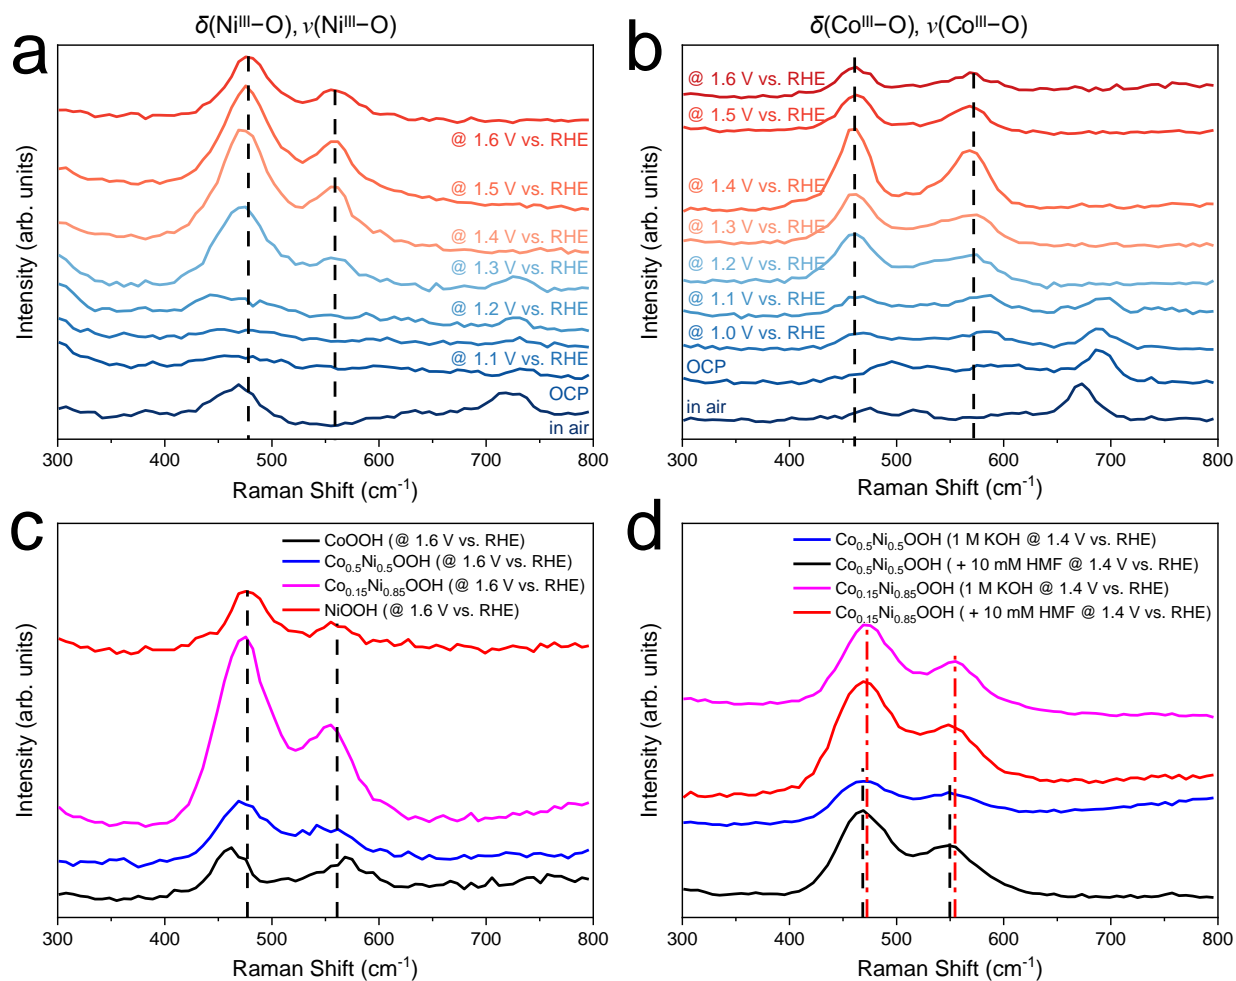 a
δ(Niᴵᴵᴵ–O), ν(Niᴵᴵᴵ–O)
@ 1.6 V vs. RHE
@ 1.5 V vs. RHE
@ 1.4 V vs. RHE
@ 1.3 V vs. RHE
@ 1.2 V vs. RHE
@ 1.1 V vs. RHE
OCP
in air
Intensity (arb. units)
300 400 500 600 700 800
Raman Shift (cm⁻¹)
b
δ(Coᴵᴵᴵ–O), ν(Coᴵᴵᴵ–O)
@ 1.6 V vs. RHE
@ 1.5 V vs. RHE
@ 1.4 V vs. RHE
@ 1.3 V vs. RHE
@ 1.2 V vs. RHE
@ 1.1 V vs. RHE
@ 1.0 V vs. RHE
OCP
in air
Intensity (arb. units)
300 400 500 600 700 800
Raman Shift (cm⁻¹)
c
CoOOH (@ 1.6 V vs. RHE)
Co₀.₅Ni₀.₅OOH (@ 1.6 V vs. RHE)
Co₀.₁₅Ni₀.₈₅OOH (@ 1.6 V vs. RHE)
NiOOH (@ 1.6 V vs. RHE)
Intensity (arb. units)
300 400 500 600 700 800
Raman Shift (cm⁻¹)
d
Co₀.₅Ni₀.₅OOH (1 M KOH @ 1.4 V vs. RHE)
Co₀.₅Ni₀.₅OOH ( + 10 mM HMF @ 1.4 V vs. RHE)
Co₀.₁₅Ni₀.₈₅OOH (1 M KOH @ 1.4 V vs. RHE)
Co₀.₁₅Ni₀.₈₅OOH ( + 10 mM HMF @ 1.4 V vs. RHE)
Intensity (arb. units)
300 400 500 600 700 800
Raman Shift (cm⁻¹)